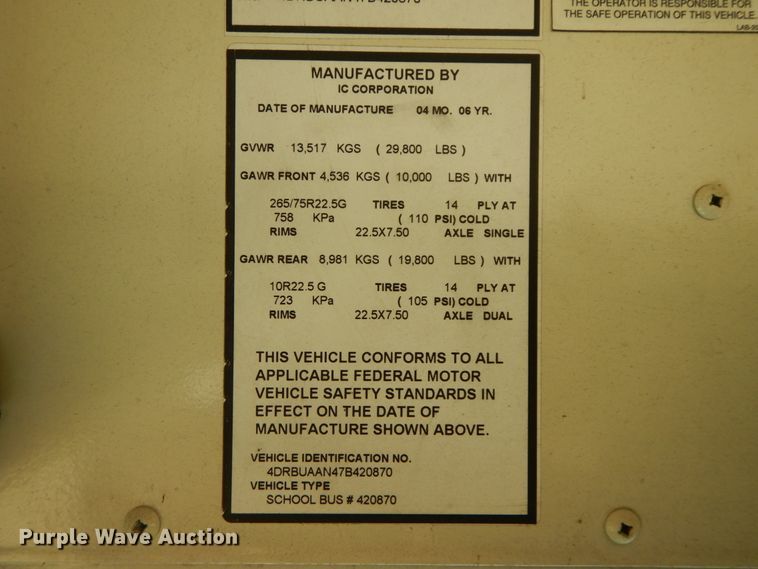 THE OPERATOR IS RESPONSIBLE FOR
THE SAFE OPERATION OF THIS VEHICLE.
MANUFACTURED BY
IC CORPORATION
DATE OF MANUFACTURE 04 MO. 06 YR.
GVWR 13,517 KGS ( 29,800 LBS )
GAWR FRONT 4,536 KGS ( 10,000 LBS ) WITH
265/75R22.5G TIRES 14 PLY AT
758 KPa ( 110 PSI) COLD
RIMS 22.5X7.50 AXLE SINGLE
GAWR REAR 8,981 KGS ( 19,800 LBS ) WITH
10R22.5 G TIRES 14 PLY AT
723 KPa ( 105 PSI) COLD
RIMS 22.5X7.50 AXLE DUAL
THIS VEHICLE CONFORMS TO ALL
APPLICABLE FEDERAL MOTOR
VEHICLE SAFETY STANDARDS IN
EFFECT ON THE DATE OF
MANUFACTURE SHOWN ABOVE.
VEHICLE IDENTIFICATION NO.
4DRBUAAN47B420870
VEHICLE TYPE
SCHOOL BUS # 420870
Purple Wave Auction